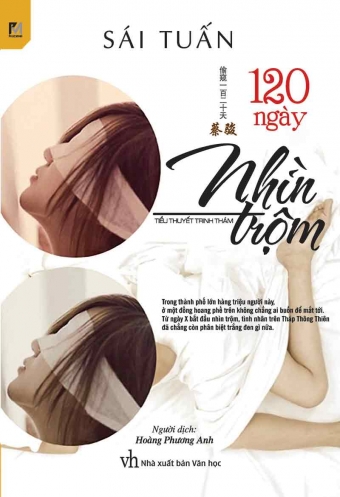 SÁI TUẤN
偷窥一百二十天
蔡骏
120
ngày
Nhìn
trộm
TIỂU THUYẾT TRINH THÁM
Trong thành phố lớn hàng triệu người này,
ở một đồng hoang phế trên không chẳng ai buồn để mắt tới.
Từ ngày X bắt đầu nhìn trộm, tình nhân trên Tháp Thông Thiên
đã chẳng còn phân biệt trắng đen gì nữa.
Người dịch:
Hoàng Phương Anh
vh Nhà xuất bản Văn học